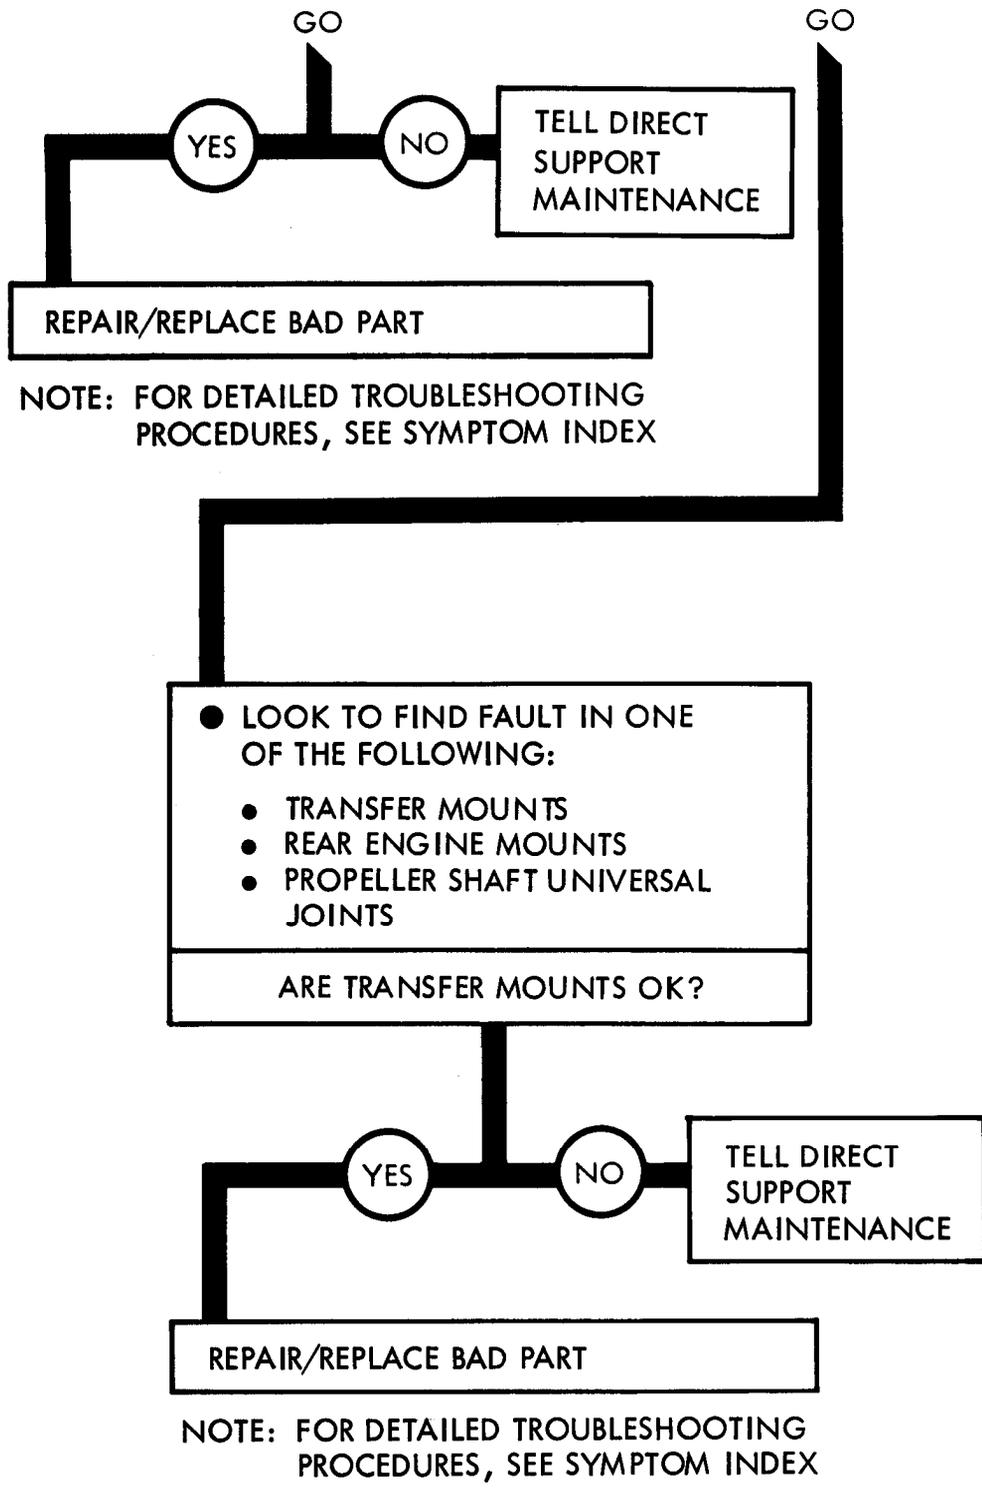 GO
GO
YES
NO
TELL DIRECT
SUPPORT
MAINTENANCE
REPAIR/REPLACE BAD PART
NOTE: FOR DETAILED TROUBLESHOOTING
PROCEDURES, SEE SYMPTOM INDEX
● LOOK TO FIND FAULT IN ONE
OF THE FOLLOWING:
● TRANSFER MOUNTS
● REAR ENGINE MOUNTS
● PROPELLER SHAFT UNIVERSAL
JOINTS
ARE TRANSFER MOUNTS OK?
YES
NO
TELL DIRECT
SUPPORT
MAINTENANCE
REPAIR/REPLACE BAD PART
NOTE: FOR DETAILED TROUBLESHOOTING
PROCEDURES, SEE SYMPTOM INDEX